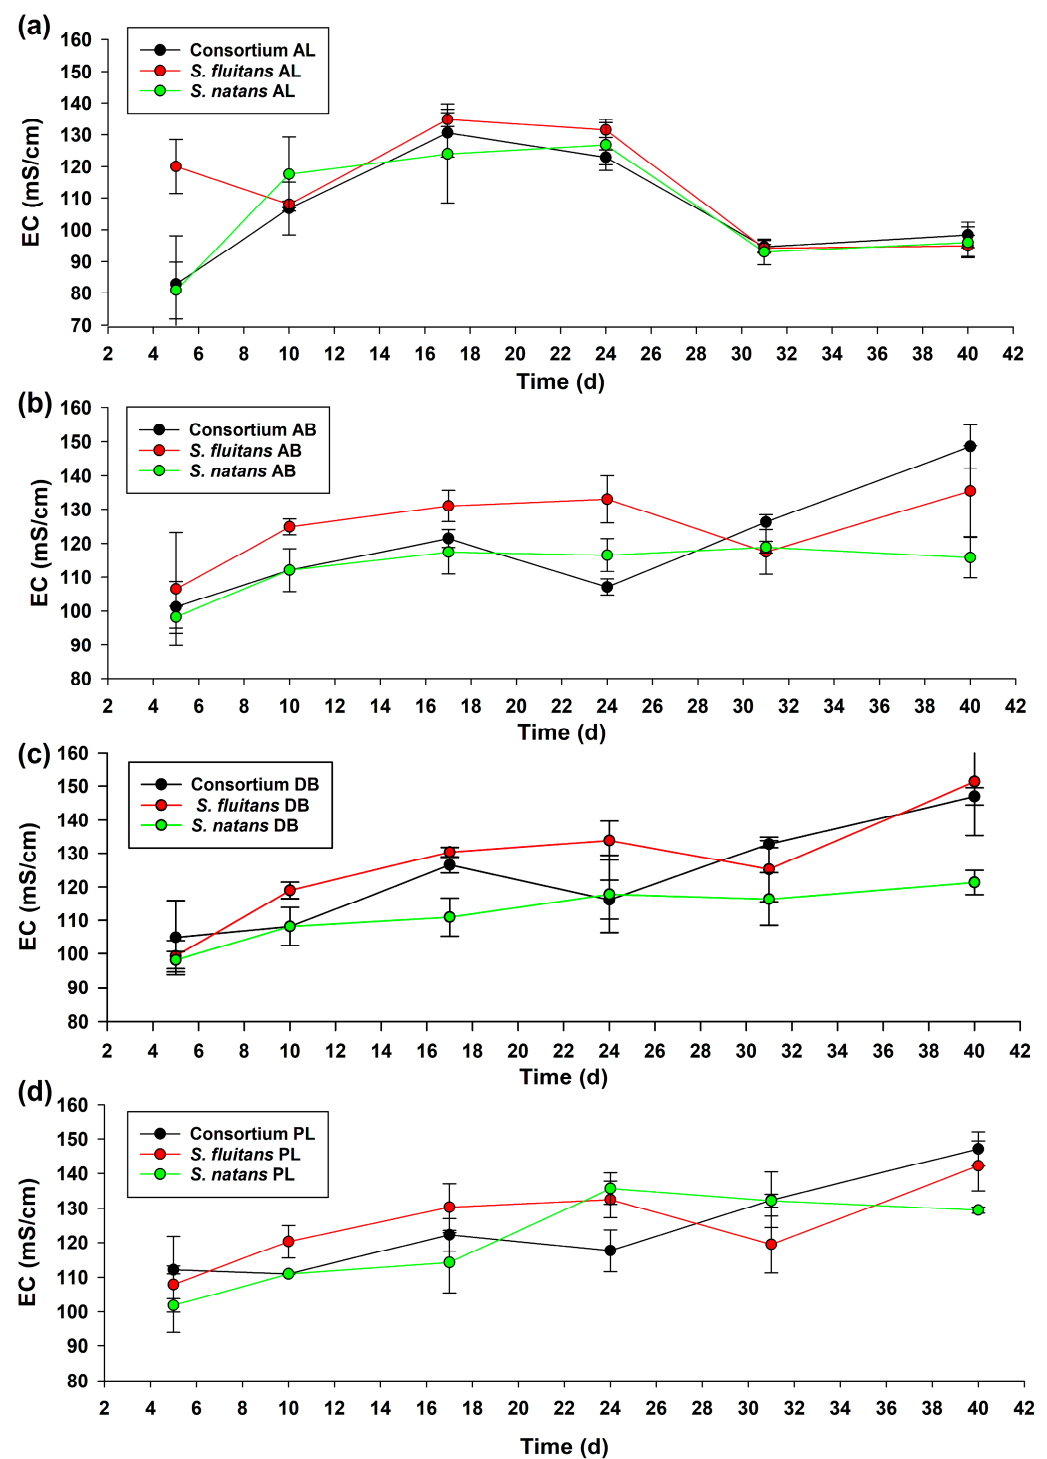 (a)
160
150
140
130
120
110
100
90
80
70
EC (mS/cm)
Consortium AL
S. fluitans AL
S. natans AL
2 4 6 8 10 12 14 16 18 20 22 24 26 28 30 32 34 36 38 40 42
Time (d)
(b)
160
150
140
130
120
110
100
90
80
EC (mS/cm)
Consortium AB
S. fluitans AB
S. natans AB
2 4 6 8 10 12 14 16 18 20 22 24 26 28 30 32 34 36 38 40 42
Time (d)
(c)
160
150
140
130
120
110
100
90
80
EC (mS/cm)
Consortium DB
S. fluitans DB
S. natans DB
2 4 6 8 10 12 14 16 18 20 22 24 26 28 30 32 34 36 38 40 42
Time (d)
(d)
160
150
140
130
120
110
100
90
80
EC (mS/cm)
Consortium PL
S. fluitans PL
S. natans PL
2 4 6 8 10 12 14 16 18 20 22 24 26 28 30 32 34 36 38 40 42
Time (d)